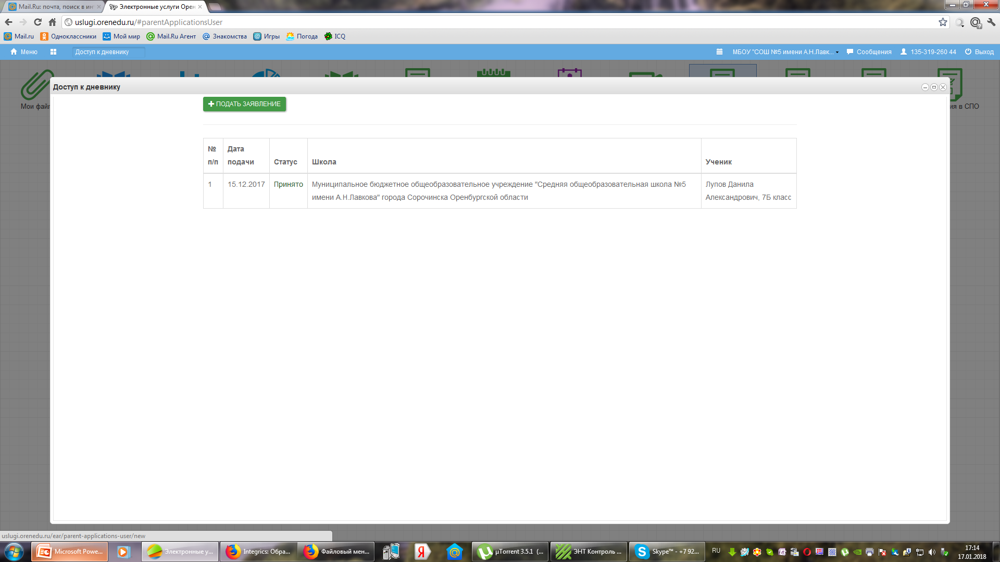 Mail.Ru: почта, поиск в ин
Электронные услуги Орен
uslugi.orenedu.ru/#parentApplicationsUser
Mail.ru Одноклассники Мой мир Mail.Ru Агент Знакомства Игры Погода ICQ
Меню Доступ к дневнику МБОУ "СОШ №5 имени А.Н.Лавк... Сообщения 135-319-260 44 Выход
Доступ к дневнику
Мои фай
ия в СПО
ПОДАТЬ ЗАЯВЛЕНИЕ
№ п/п Дата подачи Статус Школа Ученик
1 15.12.2017 Принято Муниципальное бюджетное общеобразовательное учреждение "Средняя общеобразовательная школа №5 Лупов Данила
имени А.Н.Лавкова" города Сорочинска Оренбургской области Александрович, 7Б класс
uslugi.orenedu.ru/ear/parent-applications-user/new
Microsoft Powe... Электронные у... Integrics: Обра... Файловый мен... Я µTorrent 3.5.1 (... ЭНТ Контроль ... Skype™ - +7 92... RU 17:14
17.01.2018